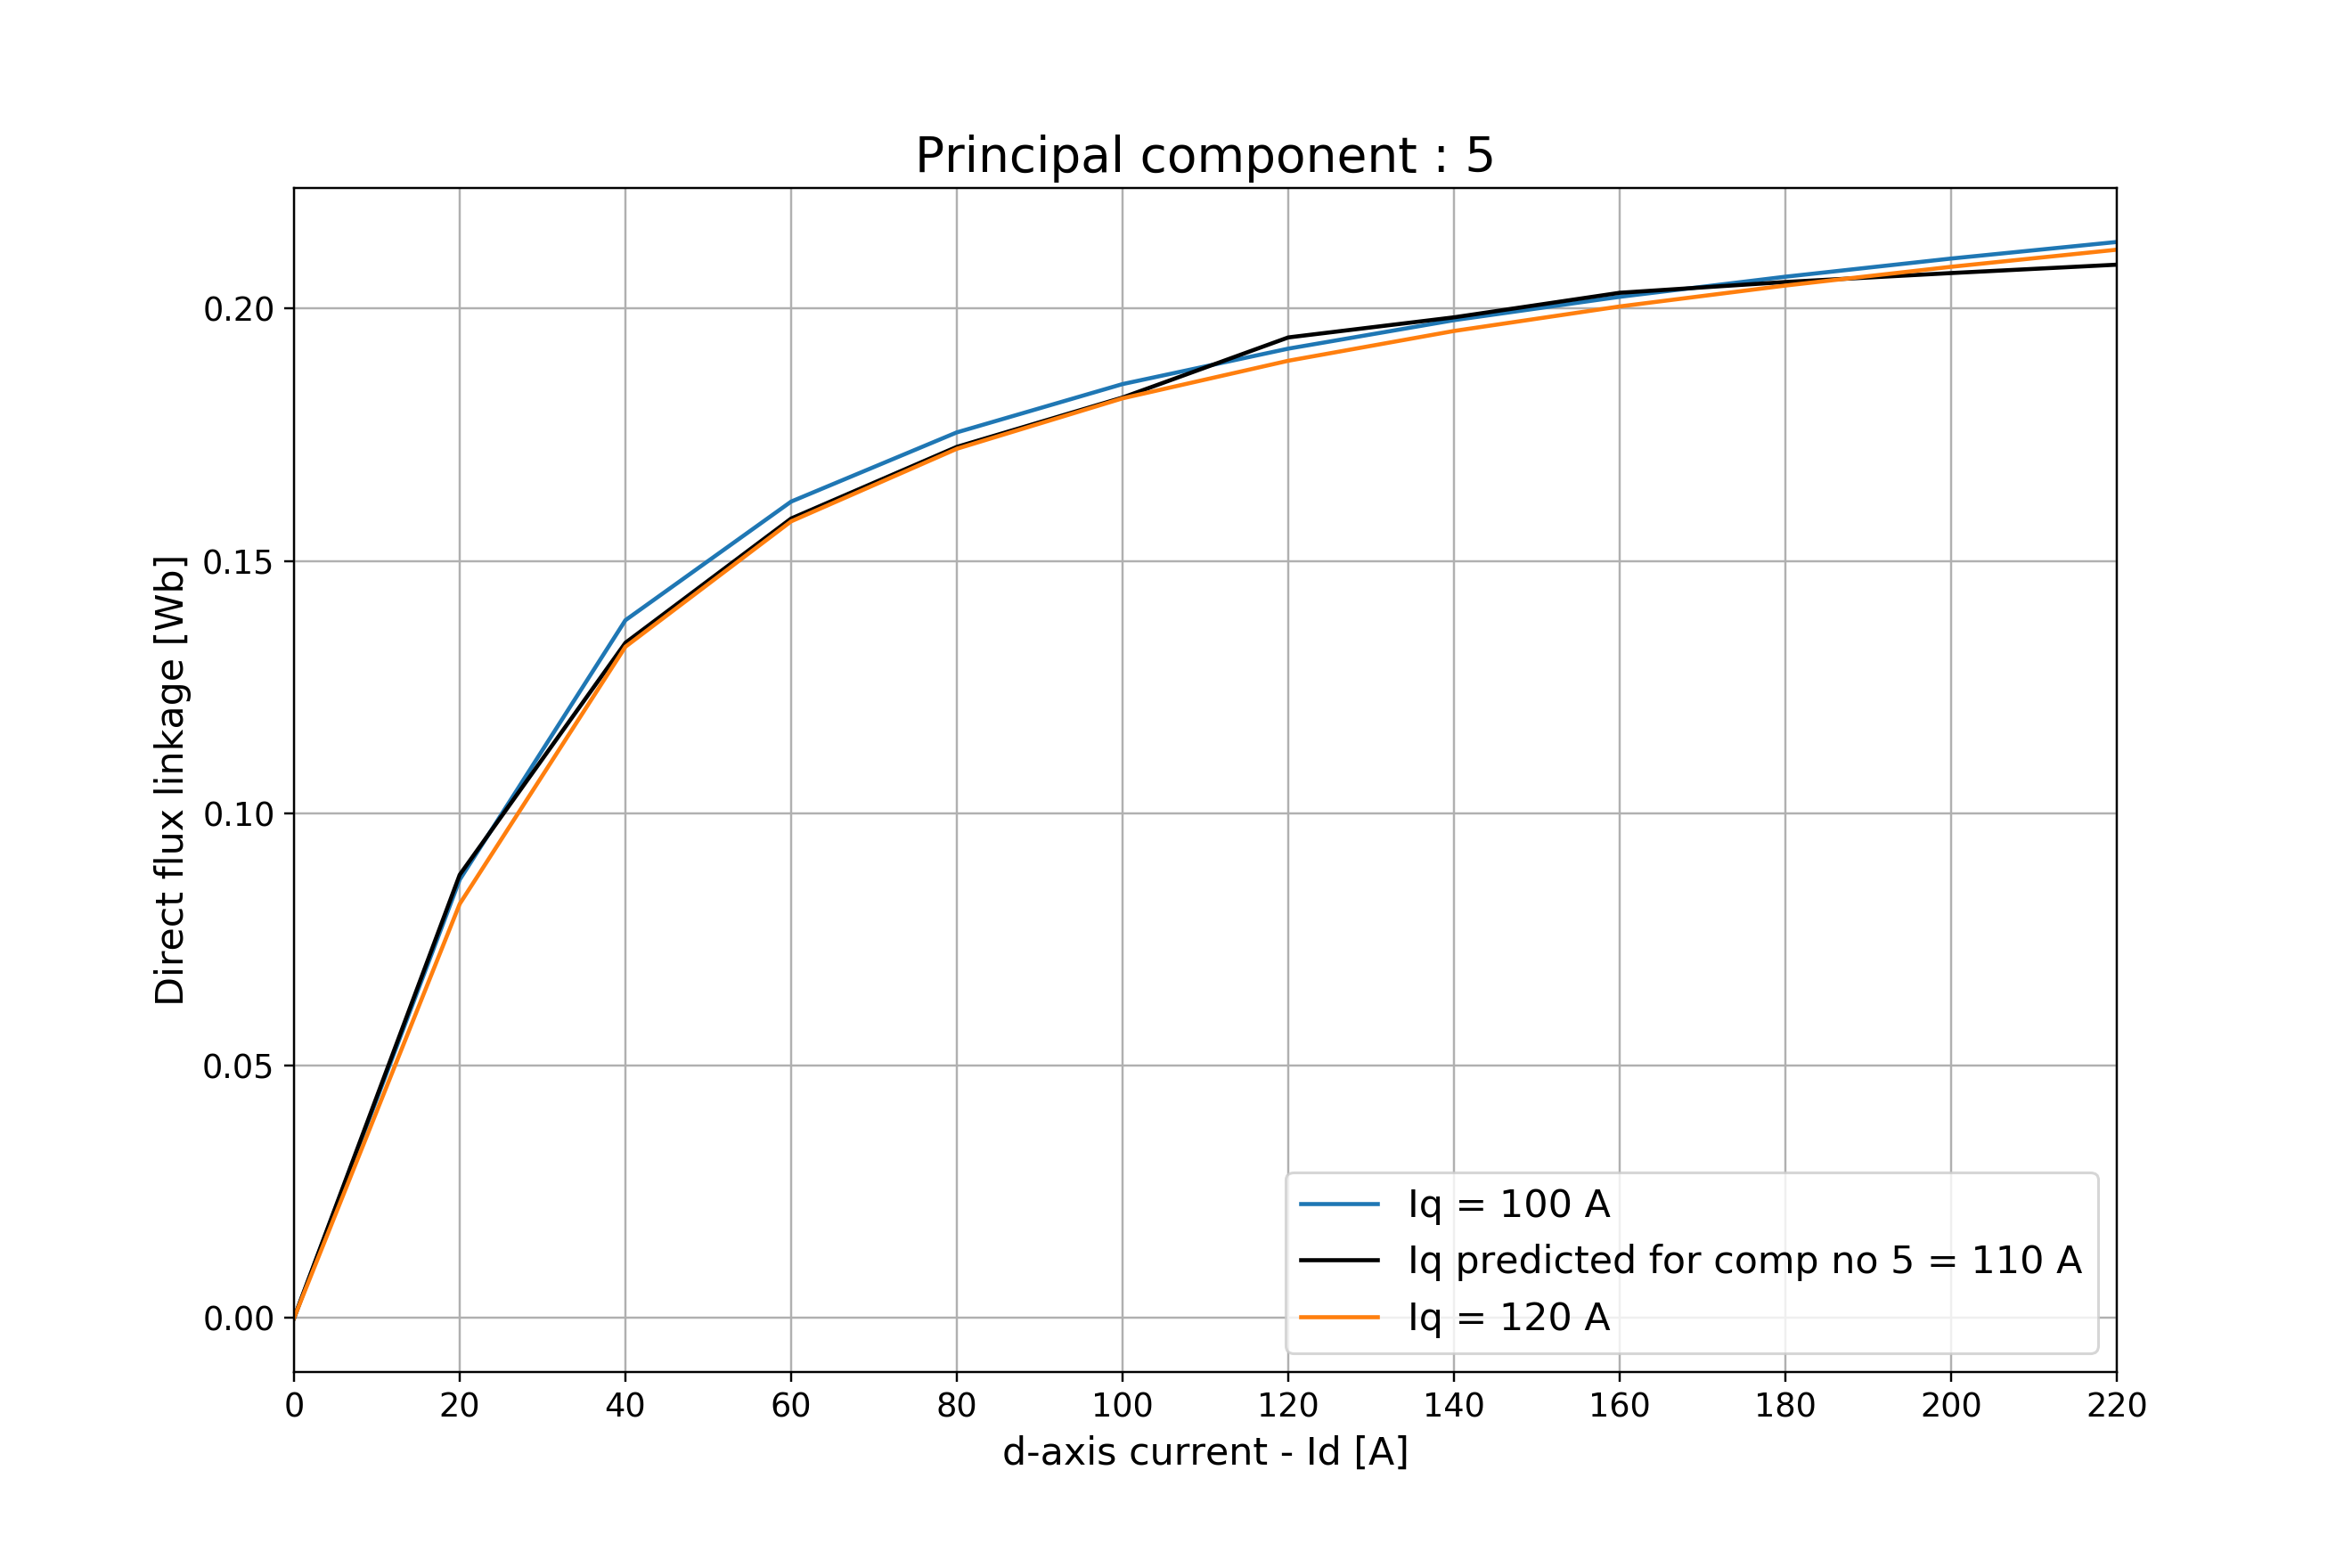 Principal component : 5
Direct flux linkage [Wb]
0.20
0.15
0.10
0.05
0.00
Iq = 100 A
Iq predicted for comp no 5 = 110 A
Iq = 120 A
0 20 40 60 80 100 120 140 160 180 200 220
d-axis current - Id [A]